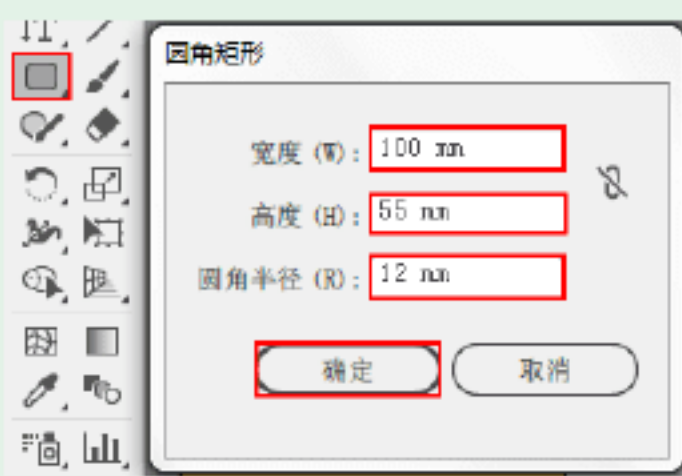 圆角矩形
宽度 (W): 100 mm
高度 (H): 55 mm
圆角半径 (R): 12 mm
确定 取消